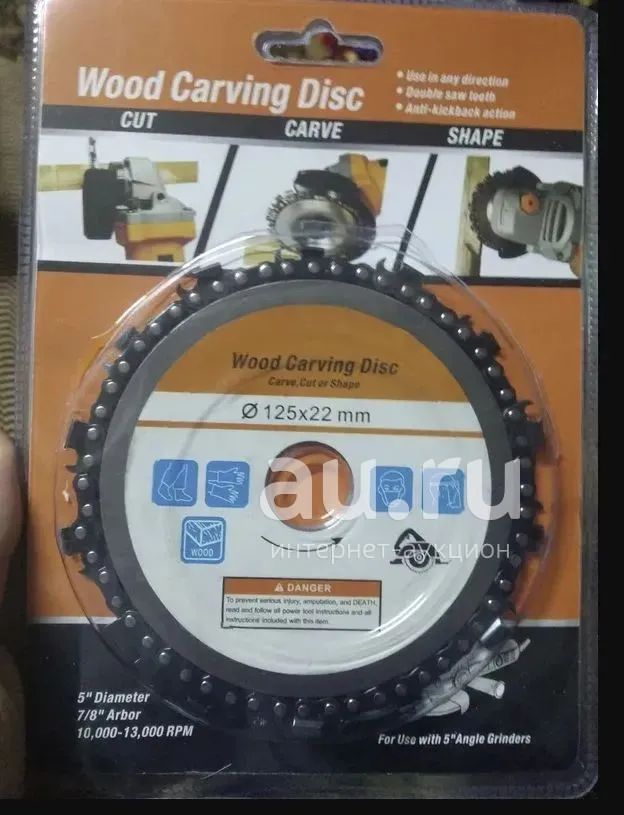 Wood Carving Disc
• Use in any direction
• Double saw teeth
• Anti-kickback action
CUT
CARVE
SHAPE
Wood Carving Disc
Carve, Cut or Shape
Ø 125x22 mm
au.ru
интернет-аукцион
WOOD
DANGER
To prevent serious injury, amputation, and DEATH,
read and follow all power tool instructions and all
instructions included with this item.
5" Diameter
7/8" Arbor
10,000-13,000 RPM
For Use with 5"Angle Grinders